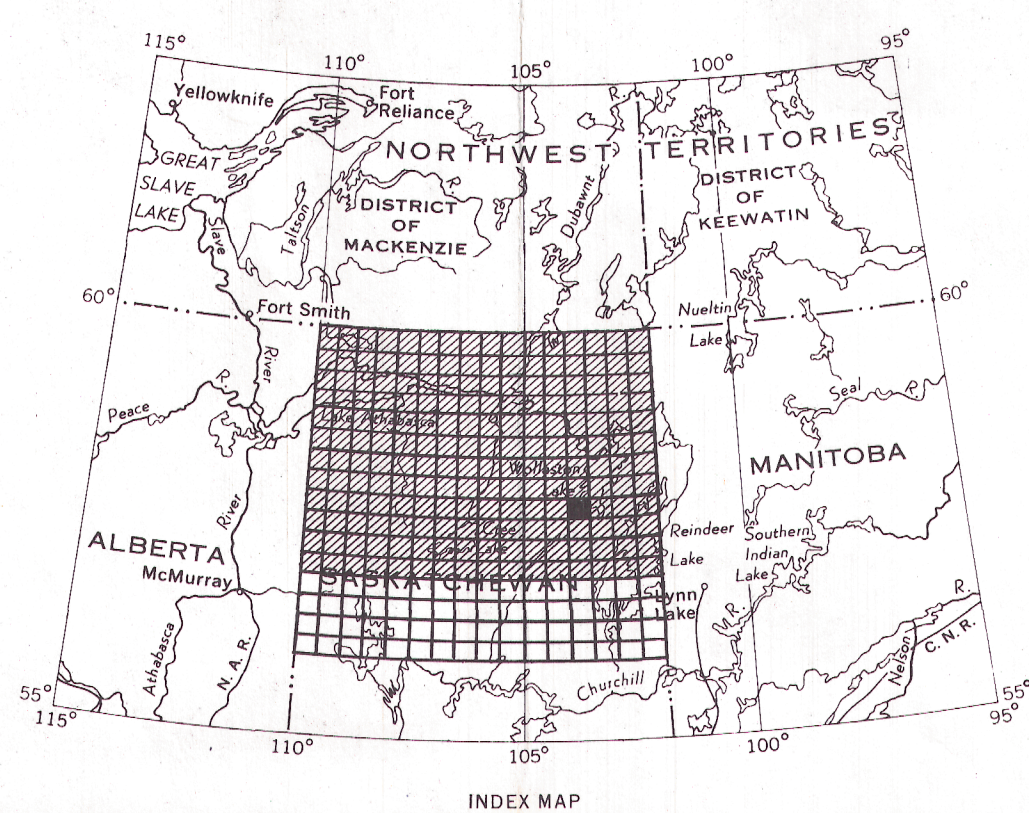 115°
110°
105°
100°
95°
Yellowknife
Fort
Reliance
R.
NORTHWEST TERRITORIES
GREAT
SLAVE
LAKE
Slave
Taltson
R.
DISTRICT
OF
MACKENZIE
Dubawnt
DISTRICT
OF
KEEWATIN
60°
Fort Smith
Nueltin
Lake
60°
River
R.
Peace
Lake Athabasca
Seal R.
Wollaston
Lake
MANITOBA
Cree
Lake
River
Reindeer
Lake
Southern
Indian
Lake
ALBERTA
McMurray
SASKATCHEWAN
Lynn
Lake
R.
R.
Athabasca
N. A. R.
Churchill
Nelson
C. N. R.
55°
115°
110°
105°
100°
55°
95°
INDEX MAP